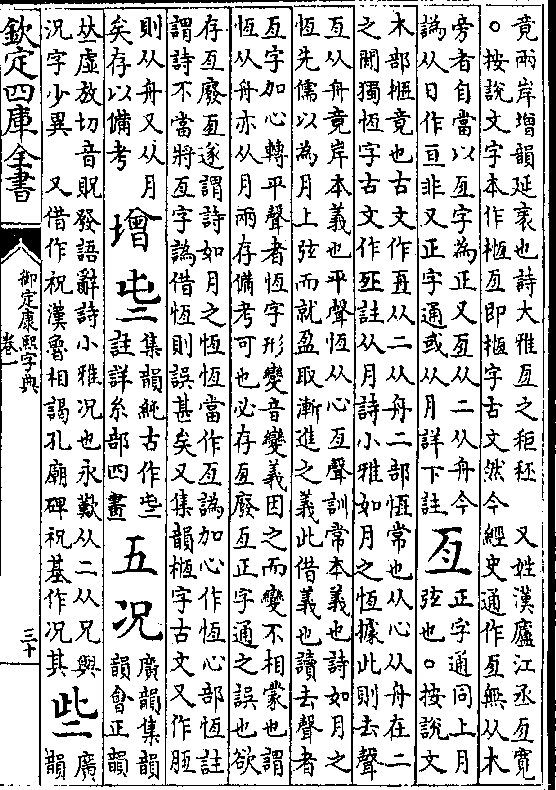 竟兩岸增韻延袤也詩大雅亙之秬秠　又姓漢廬江丞亙寬
○按說文字本作㮓亙即㮓字古文然今經史通作亙無从木
旁者自當以亙字為正又亙从二从舟今
譌从日作亘非又正字通或从月詳下註
正字通同上月
弦也○按說文
木部㮓竟也古文作亙从二从舟二部恆常也从心从舟在二
之閒獨恆字古文作𠄨註从月詩小雅如月之恆據此則去聲
亙从舟竟岸本義也平聲恆从心亙聲訓常本義也詩如月之
恆先儒以為月上弦而就盈取漸進之義此借義也讀去聲者
亙字加心轉平聲者恆字形變音變義因之而變不相蒙也謂
恆从舟亦从月兩存備考可也必存亙廢亙正字通之誤也欲
存亙廢亙遂謂詩如月之恆恆當作亙譌加心作恆心部恆註
謂詩不當將亙字譌借恆則誤甚矣又集韻㮓字古文又作
則从舟又从月
矣存以備考
增
集韻純古作
註詳糸部四畫
五
况
廣韻集韻
韻會正韻
𠀤虛放切音貺發語辭詩小雅况也永歎从二从兄與
况字少異　又借作祝漢魯相謁孔廟碑祝基作况其
些
廣
韻
欽定四庫全書
御定康熙字典
卷一
三十